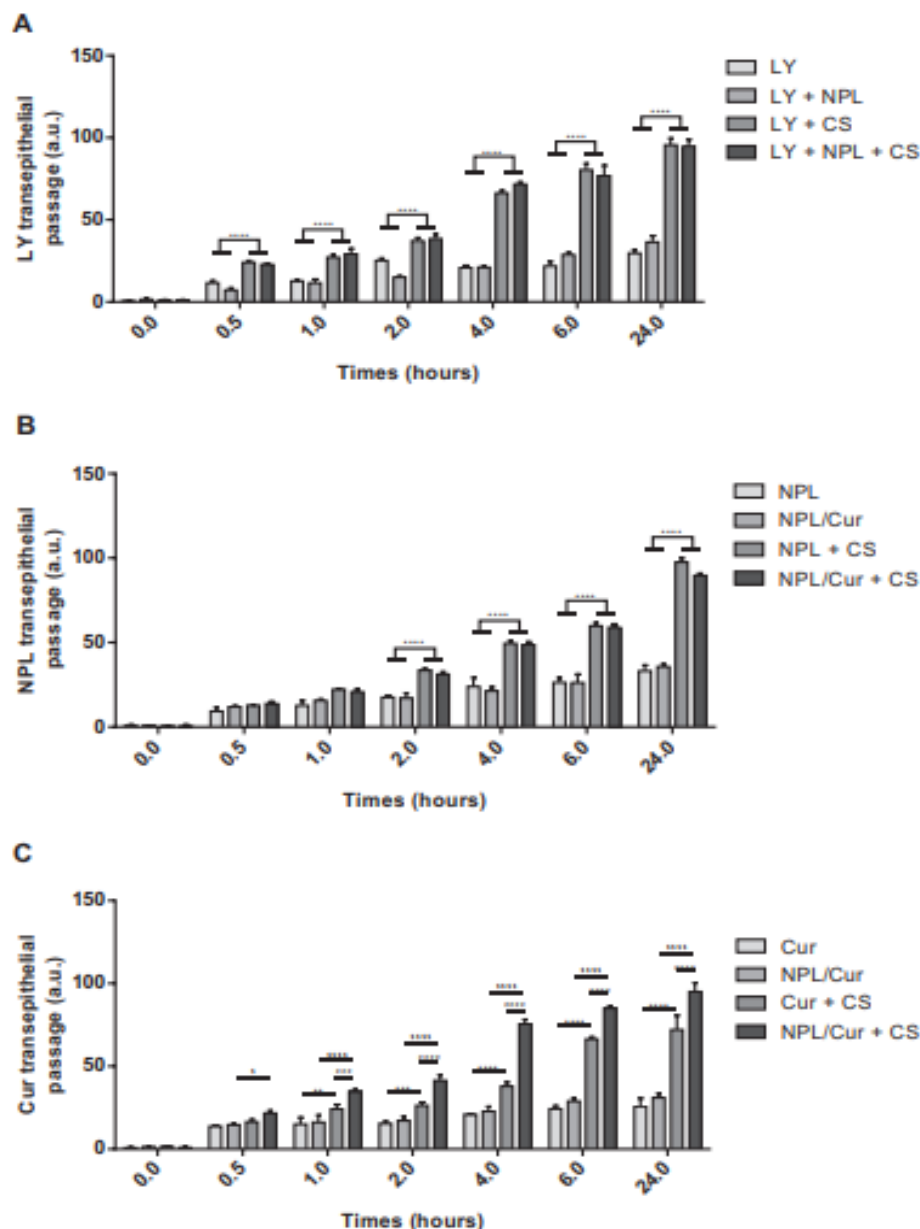 A
LY transepithelial
passage (a.u.)
150
100
50
0
0.0 0.5 1.0 2.0 4.0 6.0 24.0
Times (hours)
LY
LY + NPL
LY + CS
LY + NPL + CS
B
NPL transepithelial
passage (a.u.)
150
100
50
0
0.0 0.5 1.0 2.0 4.0 6.0 24.0
Times (hours)
NPL
NPL/Cur
NPL + CS
NPL/Cur + CS
C
Cur transepithelial
passage (a.u.)
150
100
50
0
0.0 0.5 1.0 2.0 4.0 6.0 24.0
Times (hours)
Cur
NPL/Cur
Cur + CS
NPL/Cur + CS